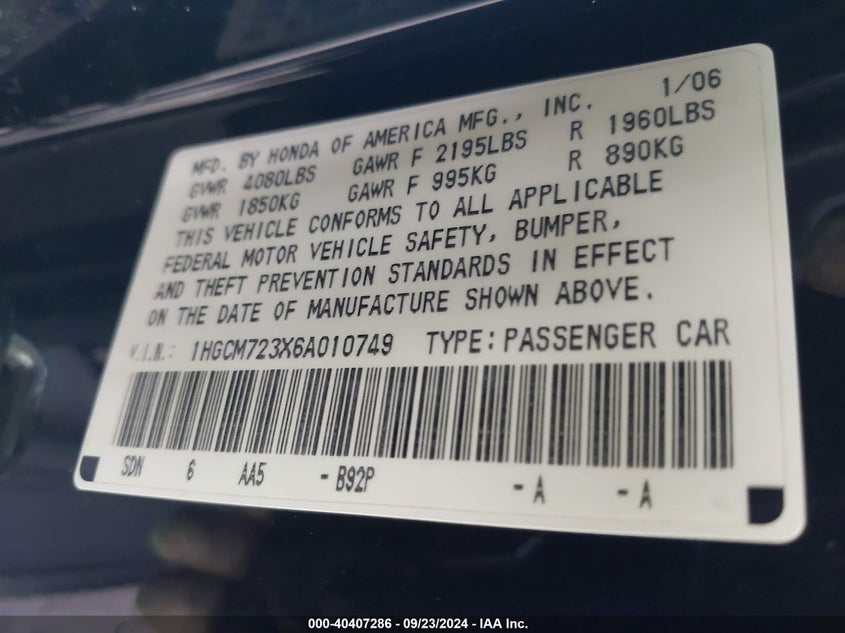 MFD. BY HONDA OF AMERICA MFG., INC. 1/06
GVWR 4080LBS GAWR F 2195LBS R 1960LBS
GVWR 1850KG GAWR F 995KG R 890KG
THIS VEHICLE CONFORMS TO ALL APPLICABLE
FEDERAL MOTOR VEHICLE SAFETY, BUMPER,
AND THEFT PREVENTION STANDARDS IN EFFECT
ON THE DATE OF MANUFACTURE SHOWN ABOVE.
V.I.N.: 1HGCM723X6A010749 TYPE: PASSENGER CAR
SDN 6 AA5 - B92P - A - A
000-40407286 - 09/23/2024 - IAA Inc.